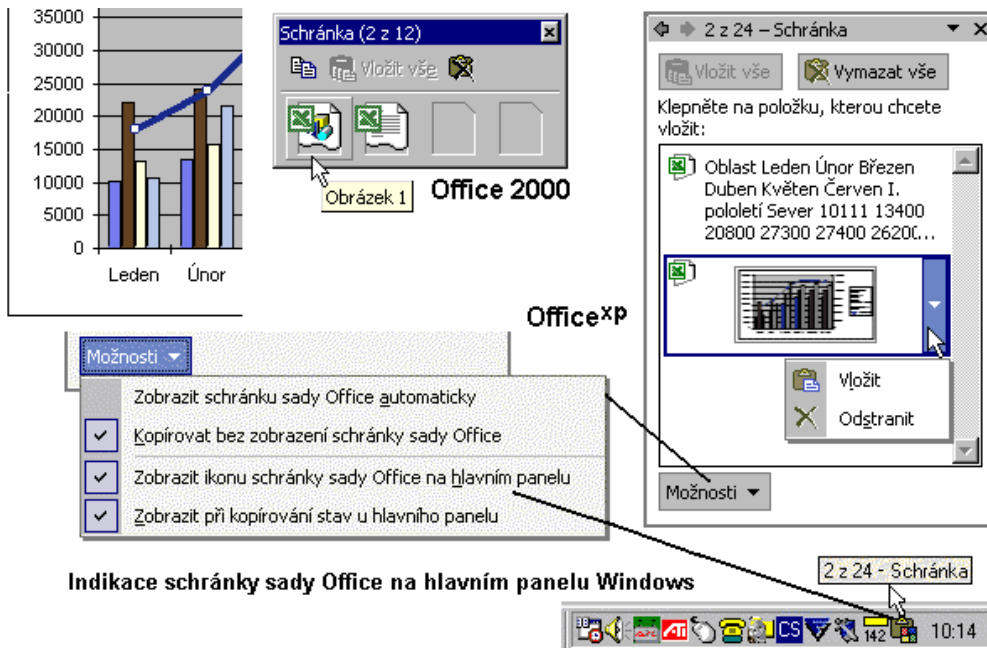 35000
30000
25000
20000
15000
10000
5000
0
Leden Únor
Schránka (2 z 12)
Vložit vše
Obrázek 1
Office 2000
2 z 24 – Schránka
Vložit vše Vymazat vše
Klepněte na položku, kterou chcete
vložit:
Oblast Leden Únor Březen
Duben Květen Červen I.
pololetí Sever 10111 13400
20800 27300 27400 26200...
Vložit
Odstranit
Možnosti
Officexp
Možnosti
Zobrazit schránku sady Office automaticky
Kopírovat bez zobrazení schránky sady Office
Zobrazit ikonu schránky sady Office na hlavním panelu
Zobrazit při kopírování stav u hlavního panelu
Indikace schránky sady Office na hlavním panelu Windows
2 z 24 - Schránka
ATI CS 142 10:14